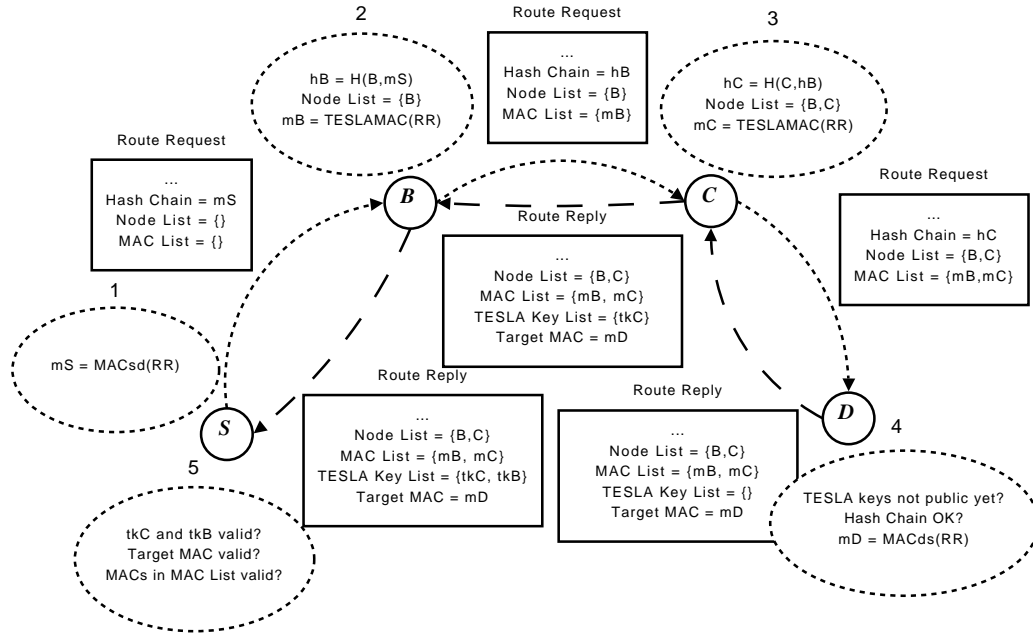 2
Route Request
3
hB = H(B,mS)
Node List = {B}
mB = TESLAMAC(RR)
...
Hash Chain = hB
Node List = {B}
MAC List = {mB}
hC = H(C,hB)
Node List = {B,C}
mC = TESLAMAC(RR)
Route Request
...
Hash Chain = mS
Node List = {}
MAC List = {}
B
C
Route Request
...
Hash Chain = hC
Node List = {B,C}
MAC List = {mB,mC}
Route Reply
...
Node List = {B,C}
MAC List = {mB, mC}
TESLA Key List = {tkC}
Target MAC = mD
1
mS = MACsd(RR)
S
Route Reply
...
Node List = {B,C}
MAC List = {mB, mC}
TESLA Key List = {tkC, tkB}
Target MAC = mD
Route Reply
...
Node List = {B,C}
MAC List = {mB, mC}
TESLA Key List = {}
Target MAC = mD
D
4
TESLA keys not public yet?
Hash Chain OK?
mD = MACds(RR)
5
tkC and tkB valid?
Target MAC valid?
MACs in MAC List valid?